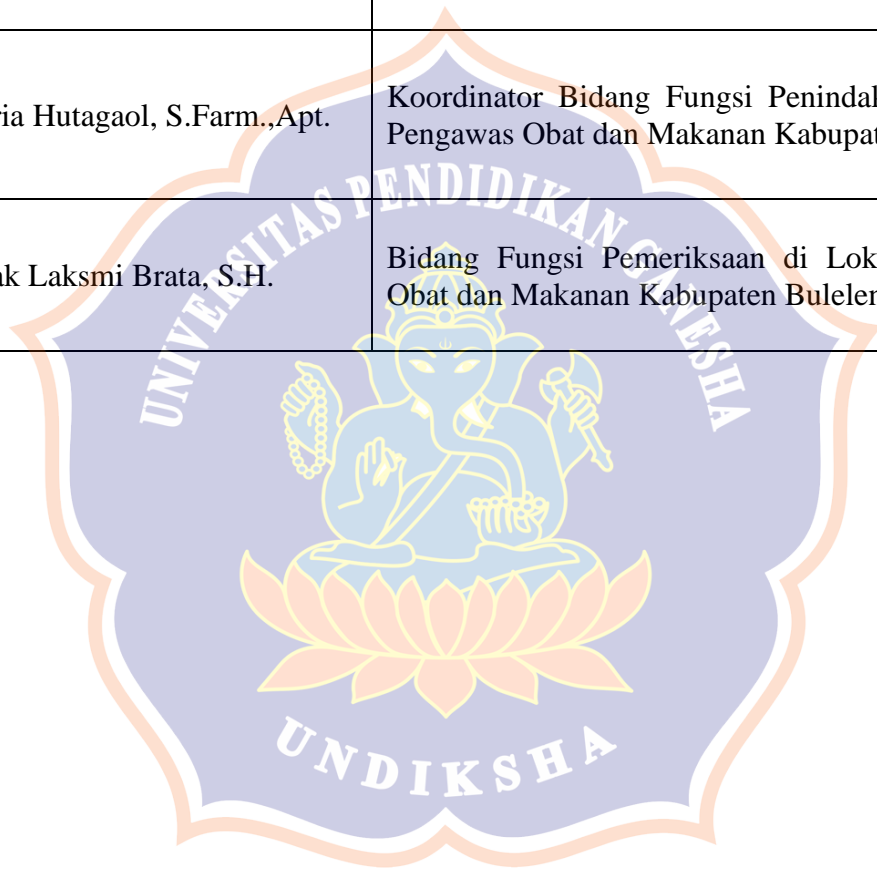 ria Hutagaol, S.Farm.,Apt.
Koordinator Bidang Fungsi Penindak
Pengawas Obat dan Makanan Kabupat
ak Laksmi Brata, S.H.
Bidang Fungsi Pemeriksaan di Lok
Obat dan Makanan Kabupaten Bulelen
UNIVERSITAS PENDIDIKAN GANESHA
UNDIKSHA